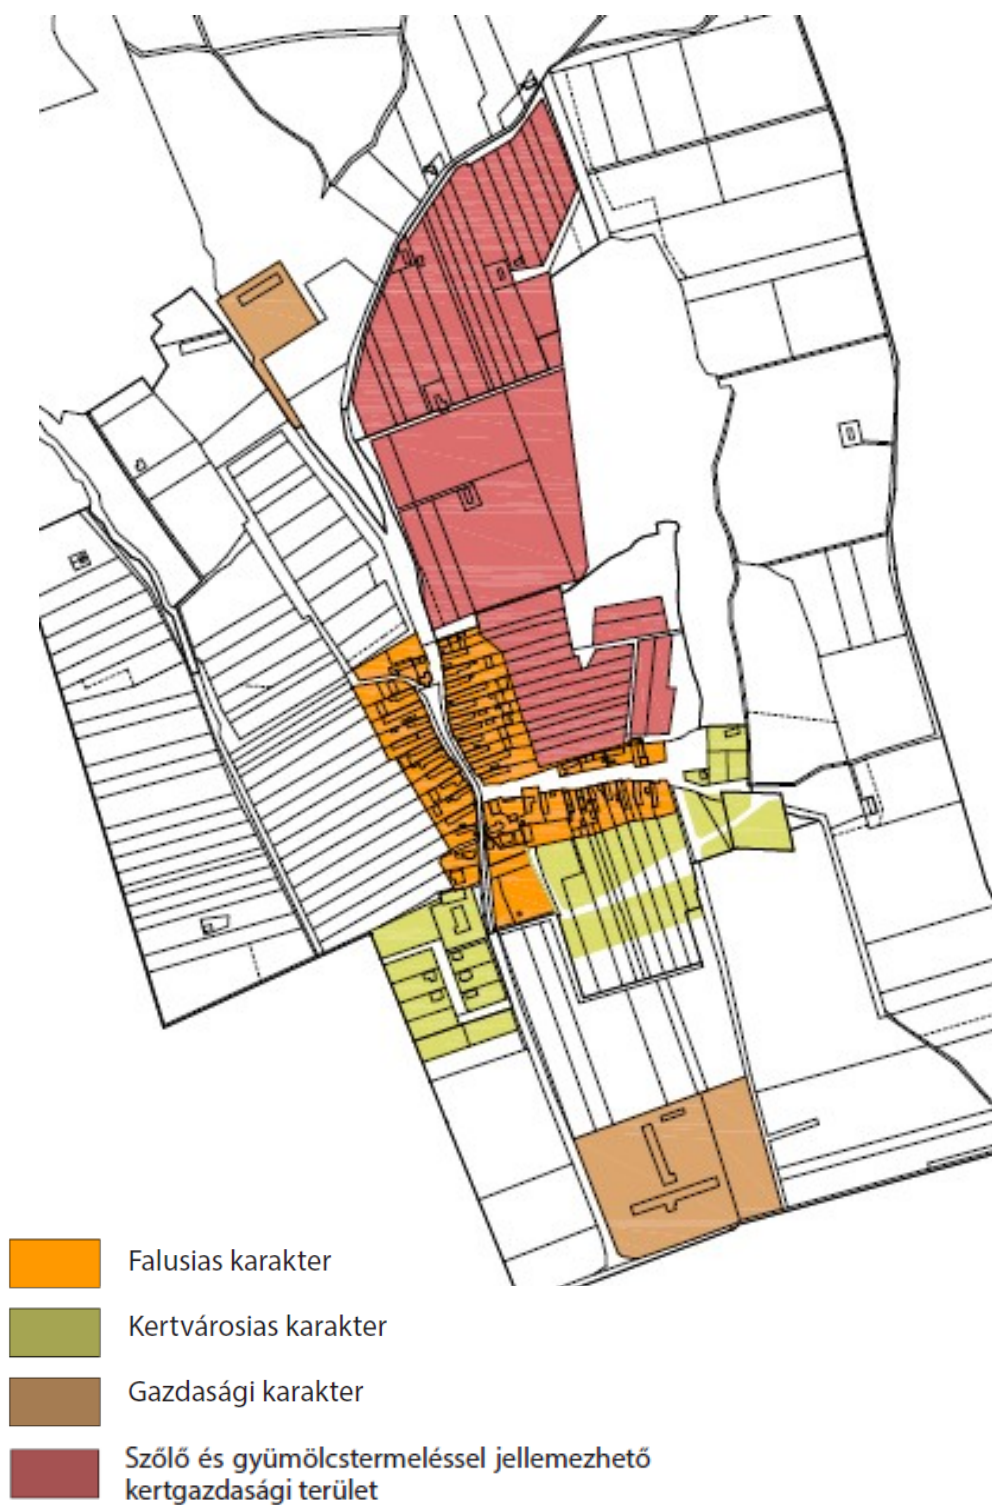 Falusias karakter
Kertvárosias karakter
Gazdasági karakter
Szőlő és gyümölcstermeléssel jellemezhető
kertgazdasági terület